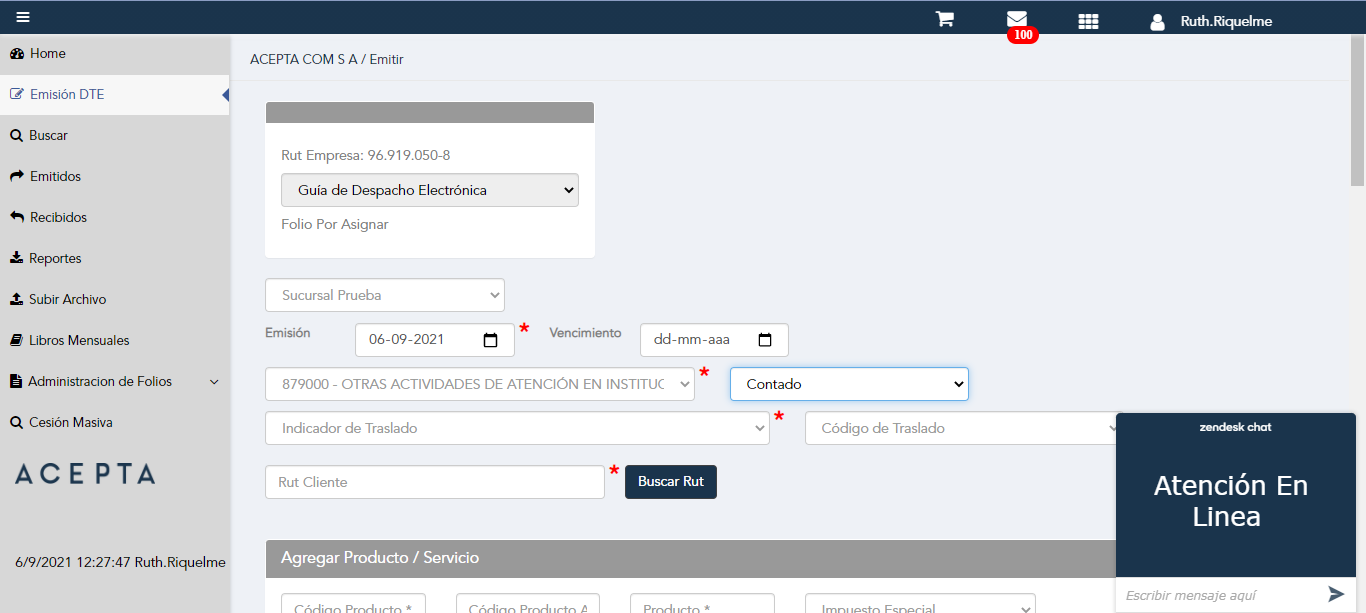 100
Ruth.Riquelme
Home
Emisión DTE
Buscar
Emitidos
Recibidos
Reportes
Subir Archivo
Libros Mensuales
Administracion de Folios
Cesión Masiva
ACEPTA
6/9/2021 12:27:47 Ruth.Riquelme
ACEPTA COM S A / Emitir
Rut Empresa: 96.919.050-8
Guía de Despacho Electrónica
Folio Por Asignar
Sucursal Prueba
Emisión 06-09-2021 * Vencimiento dd-mm-aaa
879000 - OTRAS ACTIVIDADES DE ATENCIÓN EN INSTITUC * Contado
Indicador de Traslado * Código de Traslado
Rut Cliente * Buscar Rut
Agregar Producto / Servicio
Código Producto * Código Producto A Producto * Impuesto Especial
zendesk chat
Atención En
Linea
Escribir mensaje aquí